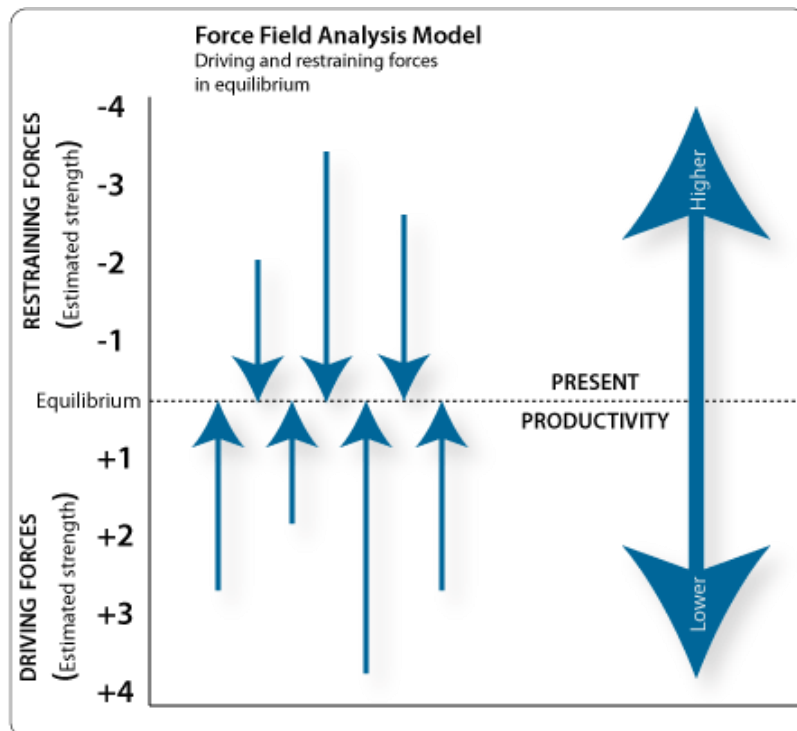 Force Field Analysis Model
Driving and restraining forces
in equilibrium
RESTRAINING FORCES
(Estimated strength)
-4
-3
-2
-1
Higher
Equilibrium
PRESENT
PRODUCTIVITY
DRIVING FORCES
(Estimated strength)
+1
+2
+3
+4
Lower